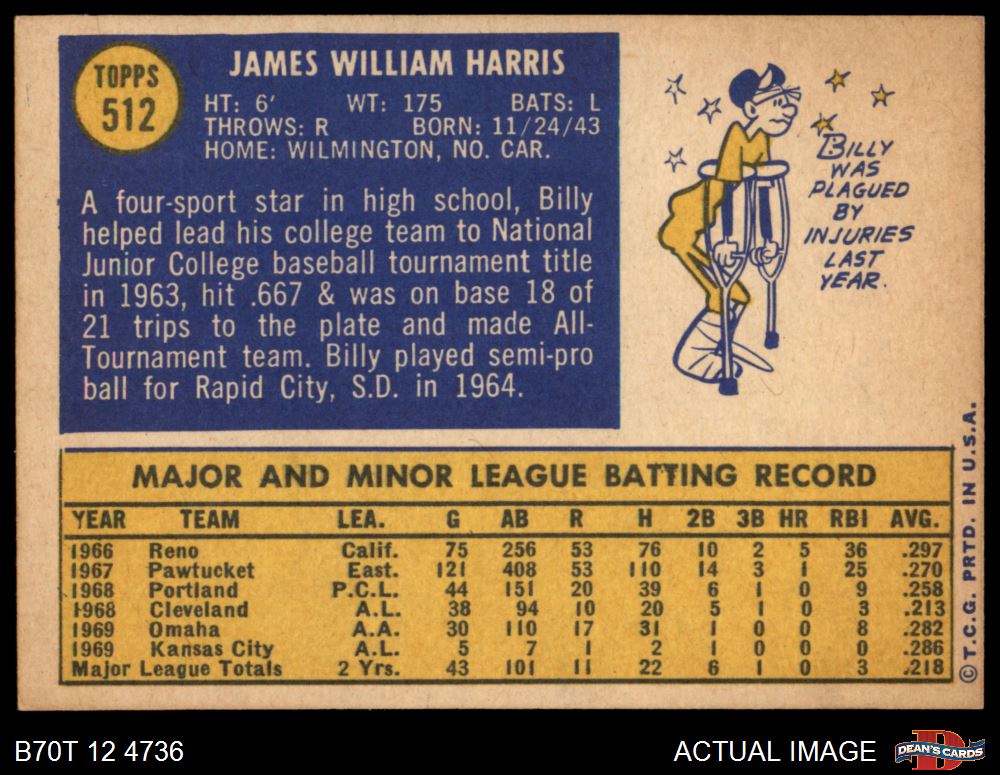 TOPPS
512
JAMES WILLIAM HARRIS
HT: 6' WT: 175 BATS: L
THROWS: R BORN: 11/24/43
HOME: WILMINGTON, NO. CAR.
A four-sport star in high school, Billy
helped lead his college team to National
Junior College baseball tournament title
in 1963, hit .667 & was on base 18 of
21 trips to the plate and made All-
Tournament team. Billy played semi-pro
ball for Rapid City, S.D. in 1964.
BILLY
WAS
PLAGUED
BY
INJURIES
LAST
YEAR.
MAJOR AND MINOR LEAGUE BATTING RECORD
YEAR TEAM LEA. G AB R H 2B 3B HR RBI AVG.
1966 Reno Calif. 75 256 53 76 10 2 5 36 .297
1967 Pawtucket East. 121 408 53 110 14 3 1 25 .270
1968 Portland P.C.L. 44 151 20 39 6 1 0 9 .258
1968 Cleveland A.L. 38 94 10 20 5 1 0 3 .213
1969 Omaha A.A. 30 110 17 31 1 0 0 8 .282
1969 Kansas City A.L. 5 7 1 2 1 0 0 0 .286
Major League Totals 2 Yrs. 43 101 11 22 6 1 0 3 .218
© T.C.G. PRTD. IN U.S.A.
B70T 12 4736
ACTUAL IMAGE
D
DEAN'S CARDS